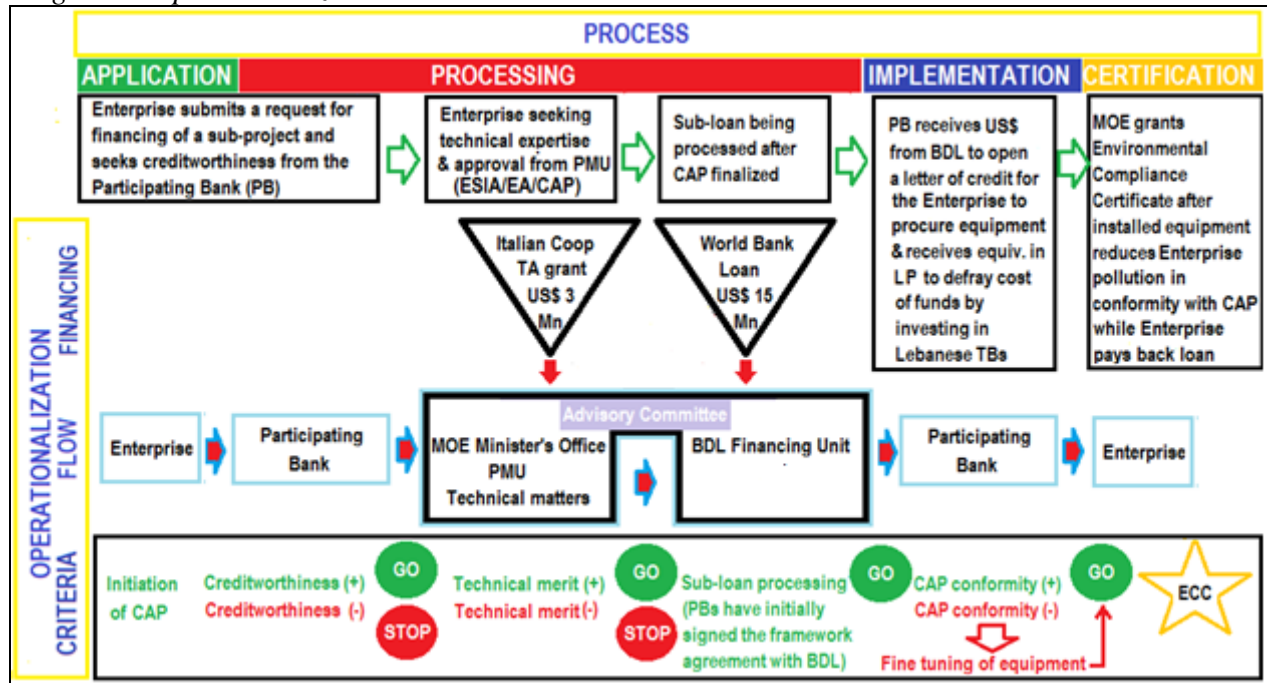 PROCESS
APPLICATION
PROCESSING
IMPLEMENTATION
CERTIFICATION
Enterprise submits a request for
financing of a sub-project and
seeks creditworthiness from the
Participating Bank (PB)
Enterprise seeking
technical expertise
& approval from PMU
(ESIA/EA/CAP)
Sub-loan being
processed after
CAP finalized
PB receives US$
from BDL to open
a letter of credit for
the Enterprise to
procure equipment
& receives equiv. in
LP to defray cost
of funds by
investing in
Lebanese TBs
MOE grants
Environmental
Compliance
Certificate after
installed equipment
reduces Enterprise
pollution in
conformity with CAP
while Enterprise
pays back loan
OPERATIONALIZATION
FINANCING
Italian Coop
TA grant
US$ 3
Mn
World Bank
Loan
US$ 15
Mn
FLOW
Enterprise
Participating
Bank
Advisory Committee
MOE Minister's Office
PMU
Technical matters
BDL Financing Unit
Participating
Bank
Enterprise
CRITERIA
Initiation
of CAP
Creditworthiness (+)
Creditworthiness (-)
GO
STOP
Technical merit (+)
Technical merit (-)
GO
STOP
Sub-loan processing
(PBs have initially
signed the framework
agreement with BDL)
GO
CAP conformity (+)
CAP conformity (-)
Fine tuning of equipment
GO
ECC